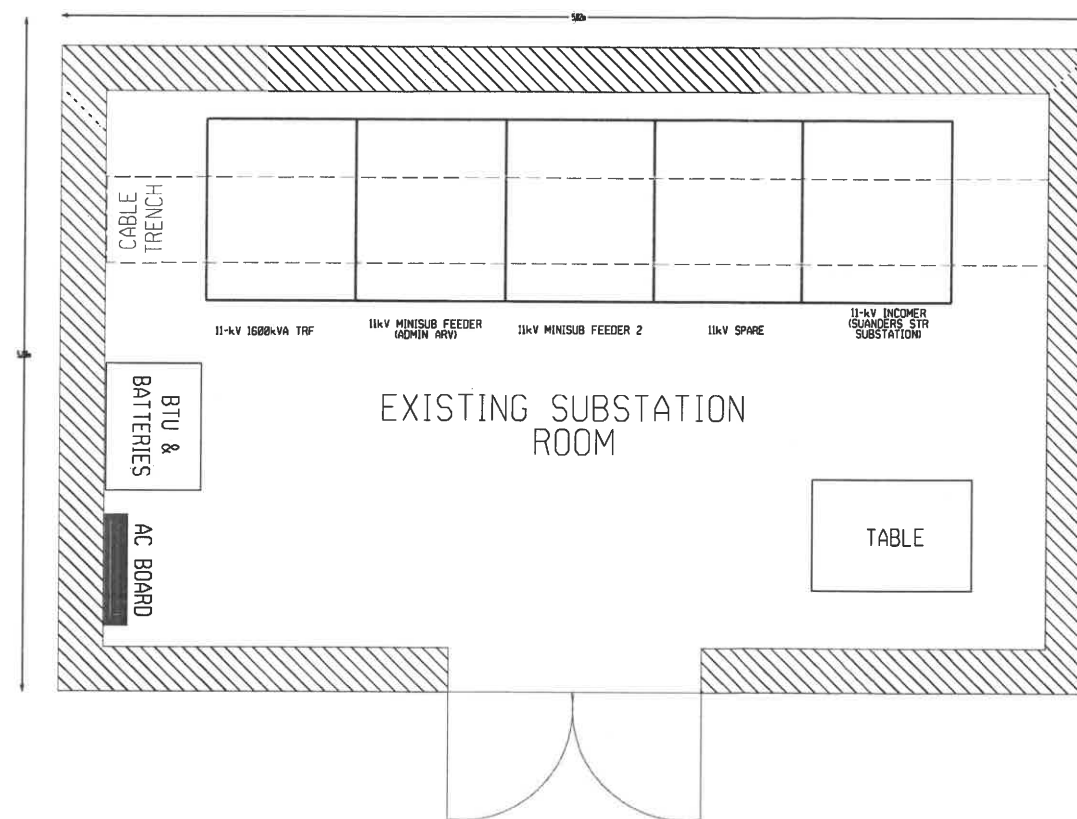 CABLE
TRENCH
11-kV 1600kVA TRF
11kV MINISUB FEEDER
(ADMIN ARV)
11kV MINISUB FEEDER 2
11kV SPARE
11-kV INCOMER
(SUANDERS STR
SUBSTATION)
BTU &
BATTERIES
EXISTING SUBSTATION
ROOM
AC BOARD
TABLE